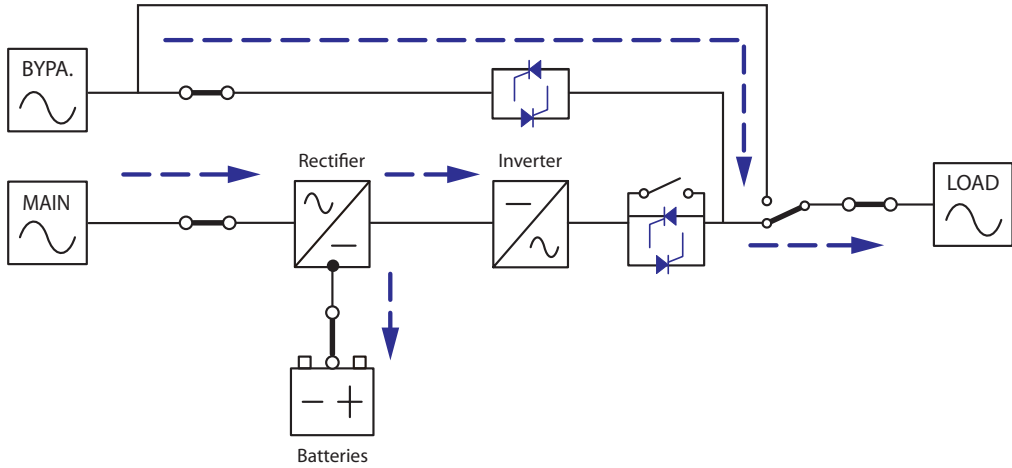 BYPA.
Rectifier
Inverter
MAIN
LOAD
Batteries